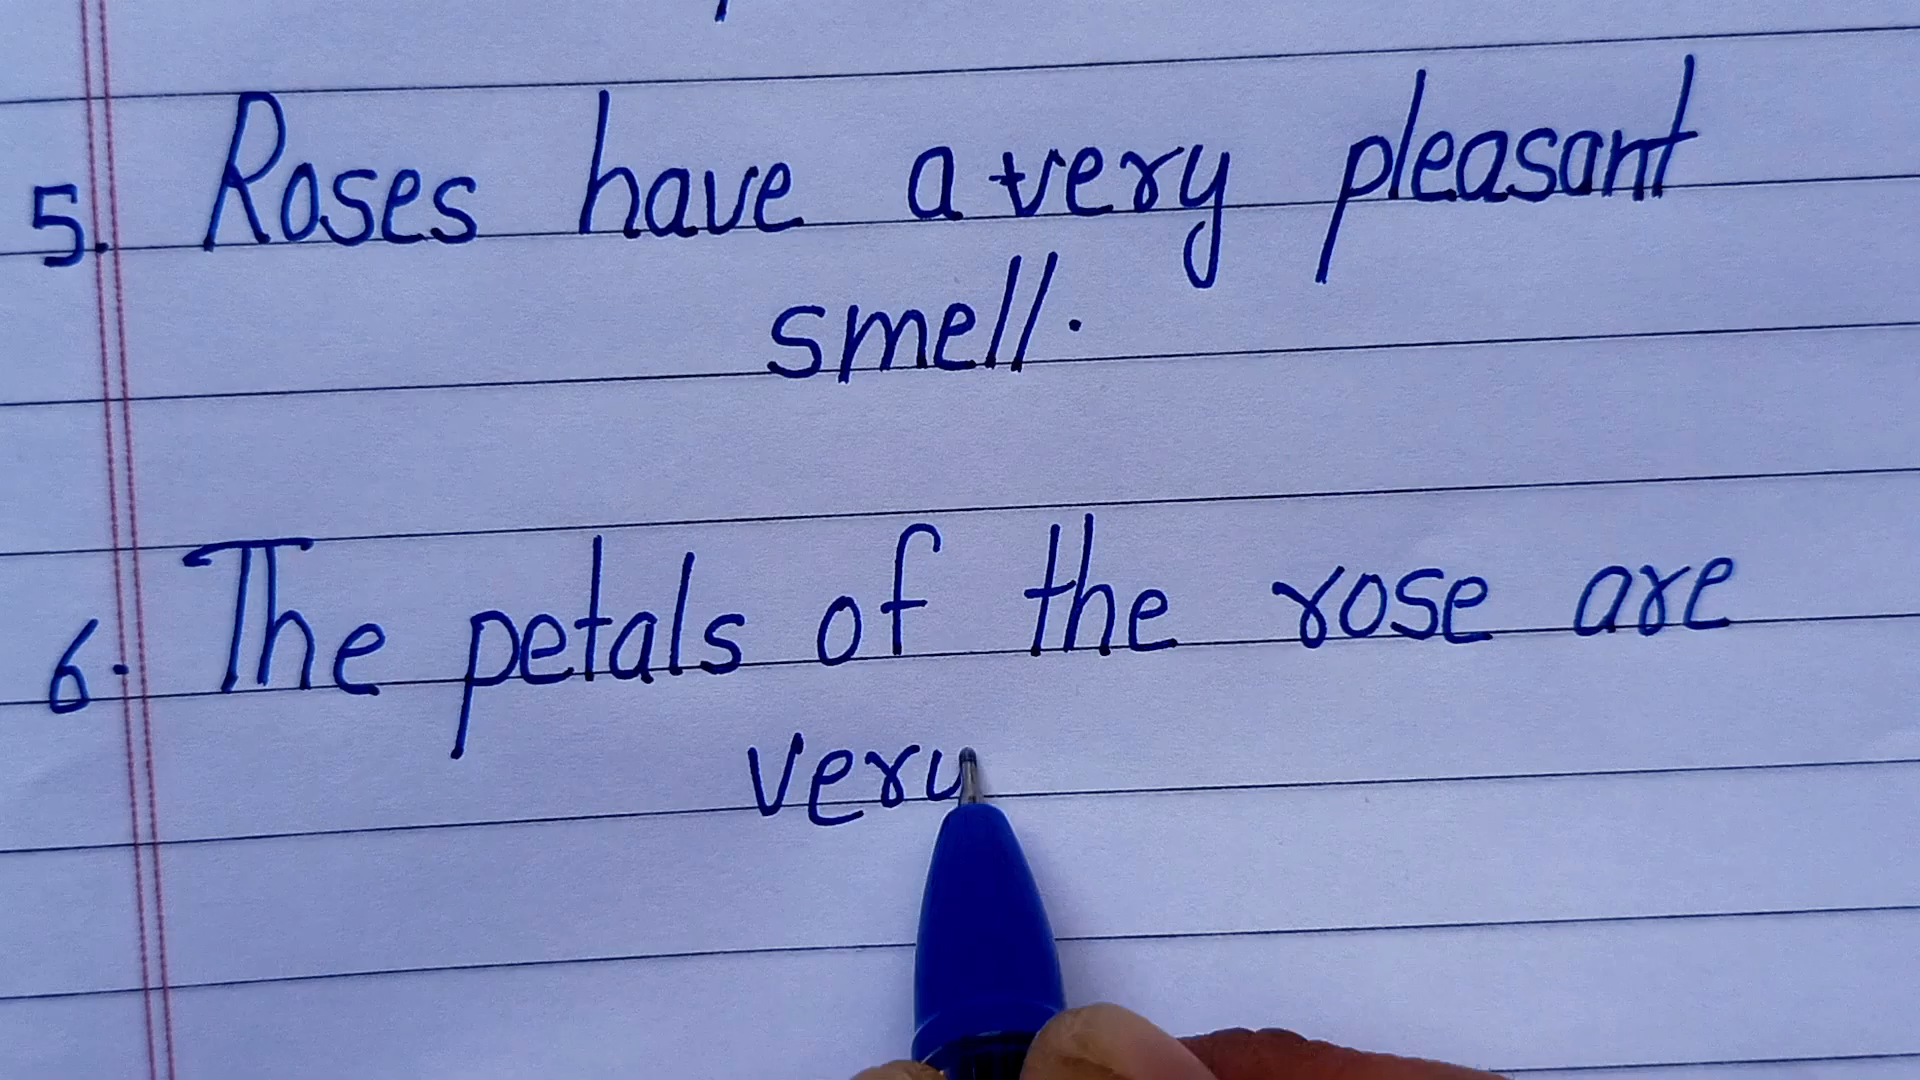 5. Roses have a very pleasant
smell.
6. The petals of the rose are
very